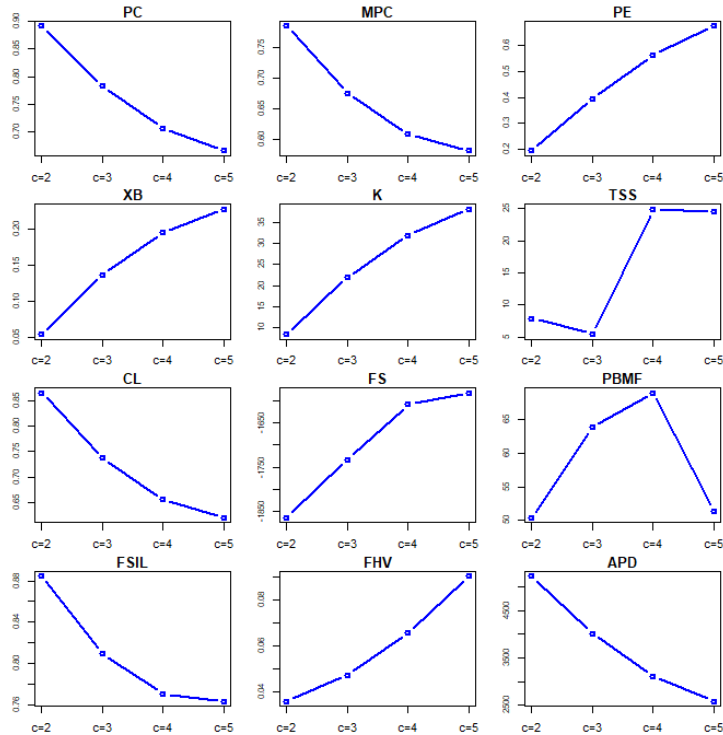 PC
0.90
0.85
0.80
0.75
0.70
c=2 c=3 c=4 c=5
MPC
0.75
0.70
0.65
0.60
c=2 c=3 c=4 c=5
PE
0.6
0.5
0.4
0.3
0.2
c=2 c=3 c=4 c=5
XB
0.20
0.15
0.10
0.05
c=2 c=3 c=4 c=5
K
35
30
25
20
15
10
c=2 c=3 c=4 c=5
TSS
25
20
15
10
5
c=2 c=3 c=4 c=5
CL
0.85
0.80
0.75
0.70
0.65
c=2 c=3 c=4 c=5
FS
-1650
-1750
-1850
c=2 c=3 c=4 c=5
PBMF
65
60
55
50
c=2 c=3 c=4 c=5
FSIL
0.88
0.80
0.76
c=2 c=3 c=4 c=5
FHV
0.08
0.06
0.04
c=2 c=3 c=4 c=5
APD
4500
3500
2500
c=2 c=3 c=4 c=5